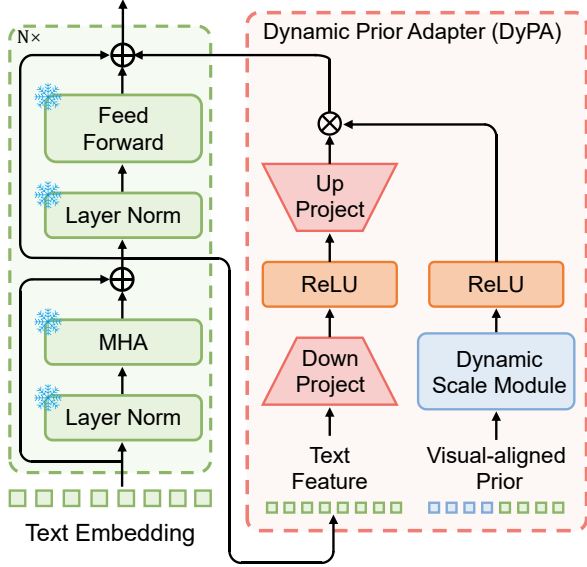 N×
Feed
Forward
Layer Norm
MHA
Layer Norm
Text Embedding
Dynamic Prior Adapter (DyPA)
Up
Project
ReLU
ReLU
Down
Project
Dynamic
Scale Module
Text
Feature
Visual-aligned
Prior